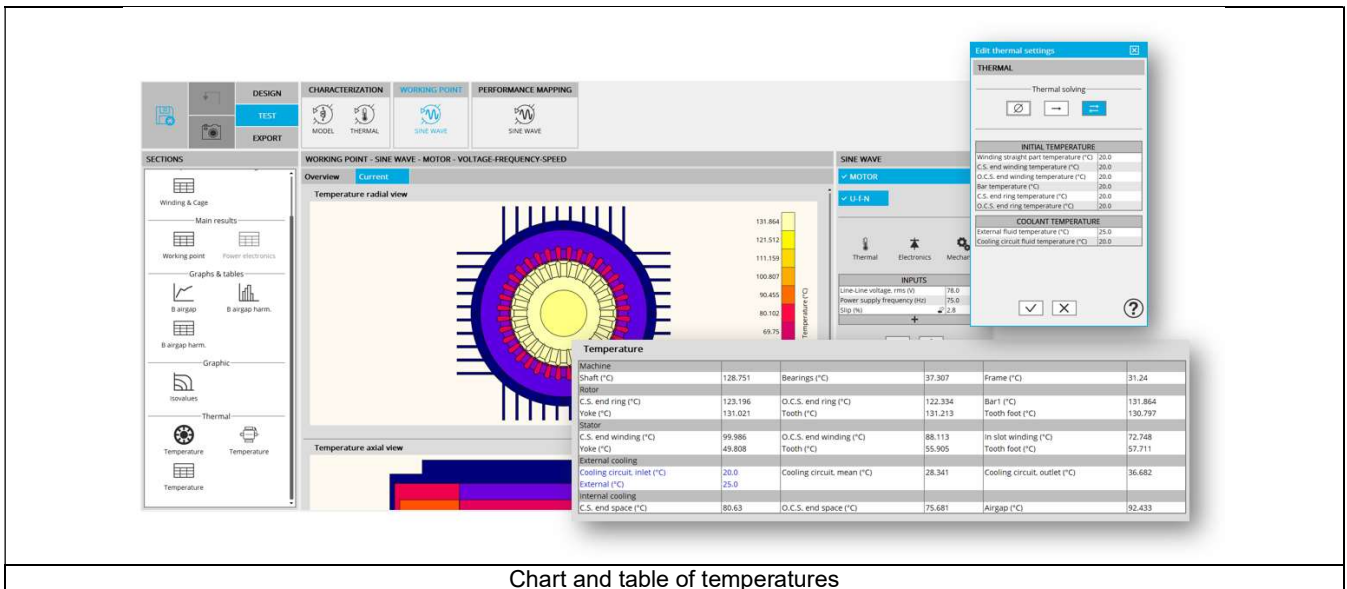 Edit thermal settings
THERMAL
Thermal solving
INITIAL TEMPERATURE
Winding straight part temperature (°C) 20.0
C.S. end winding temperature (°C) 20.0
O.C.S. end winding temperature (°C) 20.0
Bar temperature (°C) 20.0
C.S. end ring temperature (°C) 20.0
O.C.S. end ring temperature (°C) 20.0
COOLANT TEMPERATURE
External fluid temperature (°C) 25.0
Cooling circuit fluid temperature (°C) 20.0
?
DESIGN
TEST
EXPORT
CHARACTERIZATION WORKING POINT PERFORMANCE MAPPING
MODEL THERMAL SINE WAVE SINE WAVE
SECTIONS
Winding & Cage
Main results
Working point Power electronics
Graphs & tables
B airgap B airgap harm.
B airgap harm.
Graphic
Isovalues
Thermal
Temperature Temperature
Temperature
WORKING POINT - SINE WAVE - MOTOR - VOLTAGE-FREQUENCY-SPEED
Overview Current
Temperature radial view
131.864
121.512
111.159
100.807
90.455
80.102
69.75
Temperature (°C)
Temperature axial view
SINE WAVE
MOTOR
U-f-N
Thermal Electronics
INPUTS
Line-Line voltage, rms (V) 78.0
Power supply frequency (Hz) 75.0
Slip (%) 2.8
+
Temperature
Machine
Shaft (°C) 128.751 Bearings (°C) 37.307 Frame (°C) 31.24
Rotor
C.S. end ring (°C) 123.196 O.C.S. end ring (°C) 122.334 Bar1 (°C) 131.864
Yoke (°C) 131.021 Tooth (°C) 131.213 Tooth foot (°C) 130.797
Stator
C.S. end winding (°C) 99.986 O.C.S. end winding (°C) 88.113 In slot winding (°C) 72.748
Yoke (°C) 49.808 Tooth (°C) 55.905 Tooth foot (°C) 57.711
External cooling
Cooling circuit, inlet (°C) 20.0 Cooling circuit, mean (°C) 28.341 Cooling circuit, outlet (°C) 36.682
External (°C) 25.0
Internal cooling
C.S. end space (°C) 80.63 O.C.S. end space (°C) 75.681 Airgap (°C) 92.433
Chart and table of temperatures